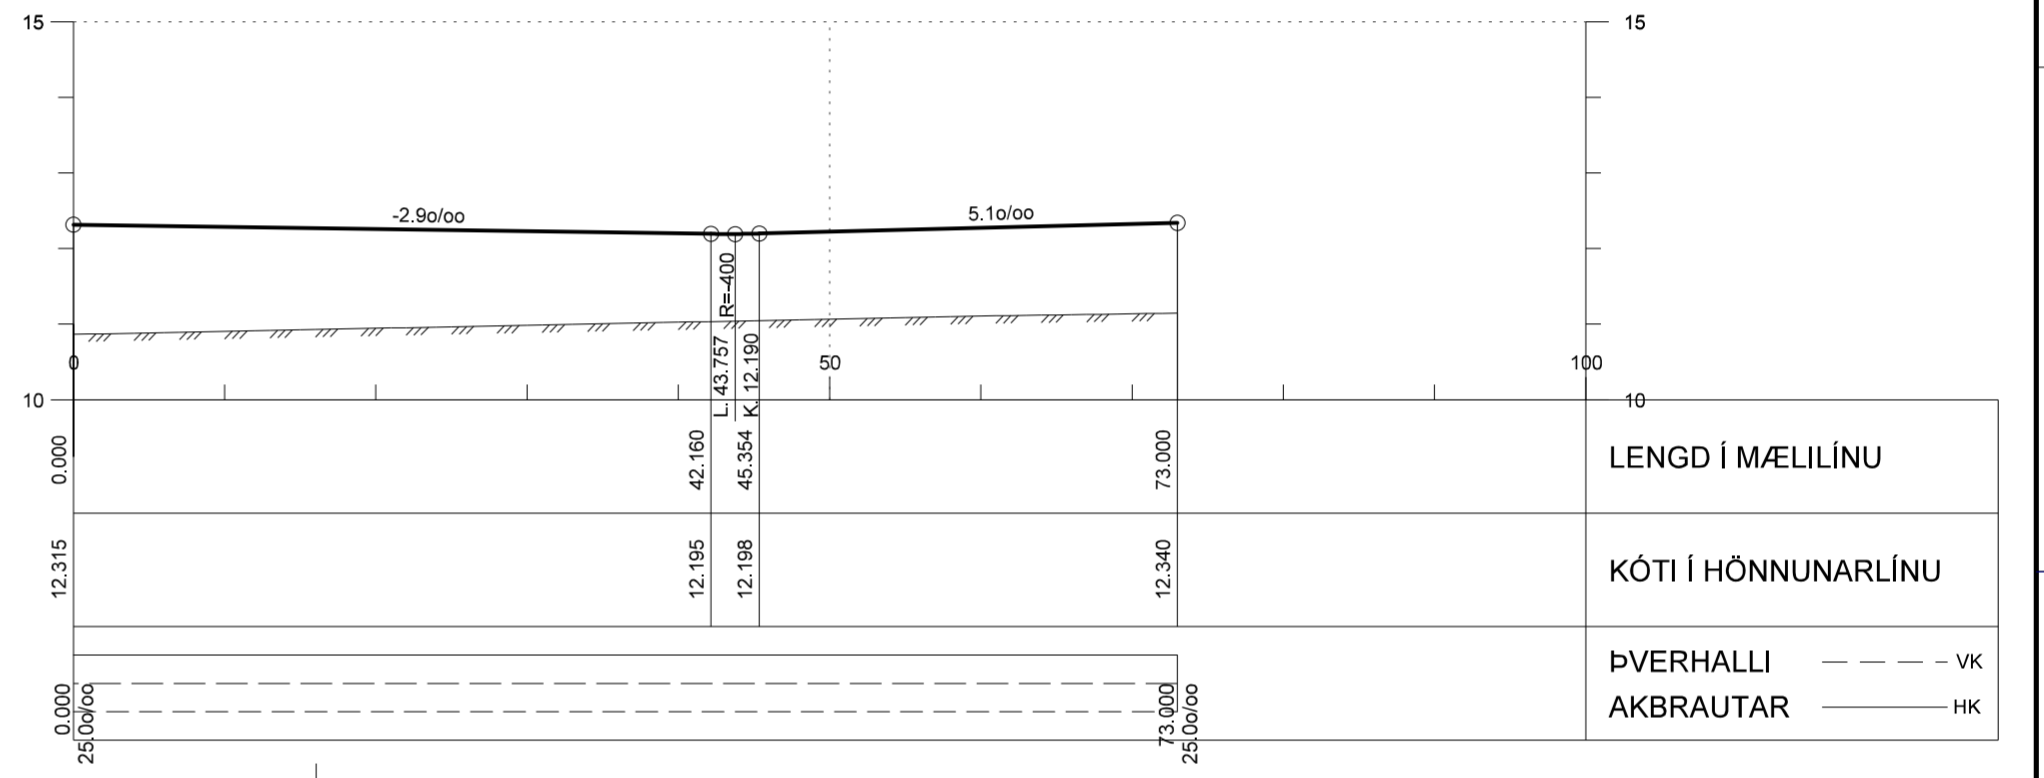 15
15
-2.9o/oo
5.1o/oo
R=-400
L. 43.757
K. 12.190
0
50
100
10
10
0.000
42.160
45.354
73.000
LENGD Í MÆLILÍNU
12.315
12.195
12.198
12.340
KÓTI Í HÖNNUNARLÍNU
0.000
25.0o/oo
73.000
25.0o/oo
ÞVERHALLI
VK
AKBRAUTAR
HK